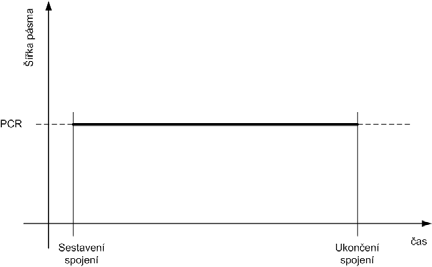 Šířka pásma
PCR
čas
Sestavení
spojení
Ukončení
spojení